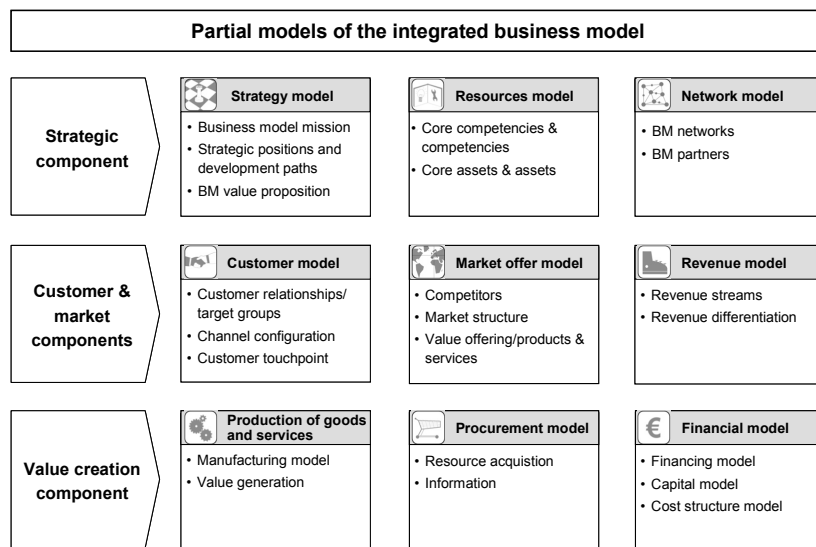 Partial models of the integrated business model
Strategic
component
Strategy model
• Business model mission
• Strategic positions and
development paths
• BM value proposition
Resources model
• Core competencies &
competencies
• Core assets & assets
Network model
• BM networks
• BM partners
Customer &
market
components
Customer model
• Customer relationships/
target groups
• Channel configuration
• Customer touchpoint
Market offer model
• Competitors
• Market structure
• Value offering/products &
services
Revenue model
• Revenue streams
• Revenue differentiation
Value creation
component
Production of goods
and services
• Manufacturing model
• Value generation
Procurement model
• Resource acquistion
• Information
€
Financial model
• Financing model
• Capital model
• Cost structure model